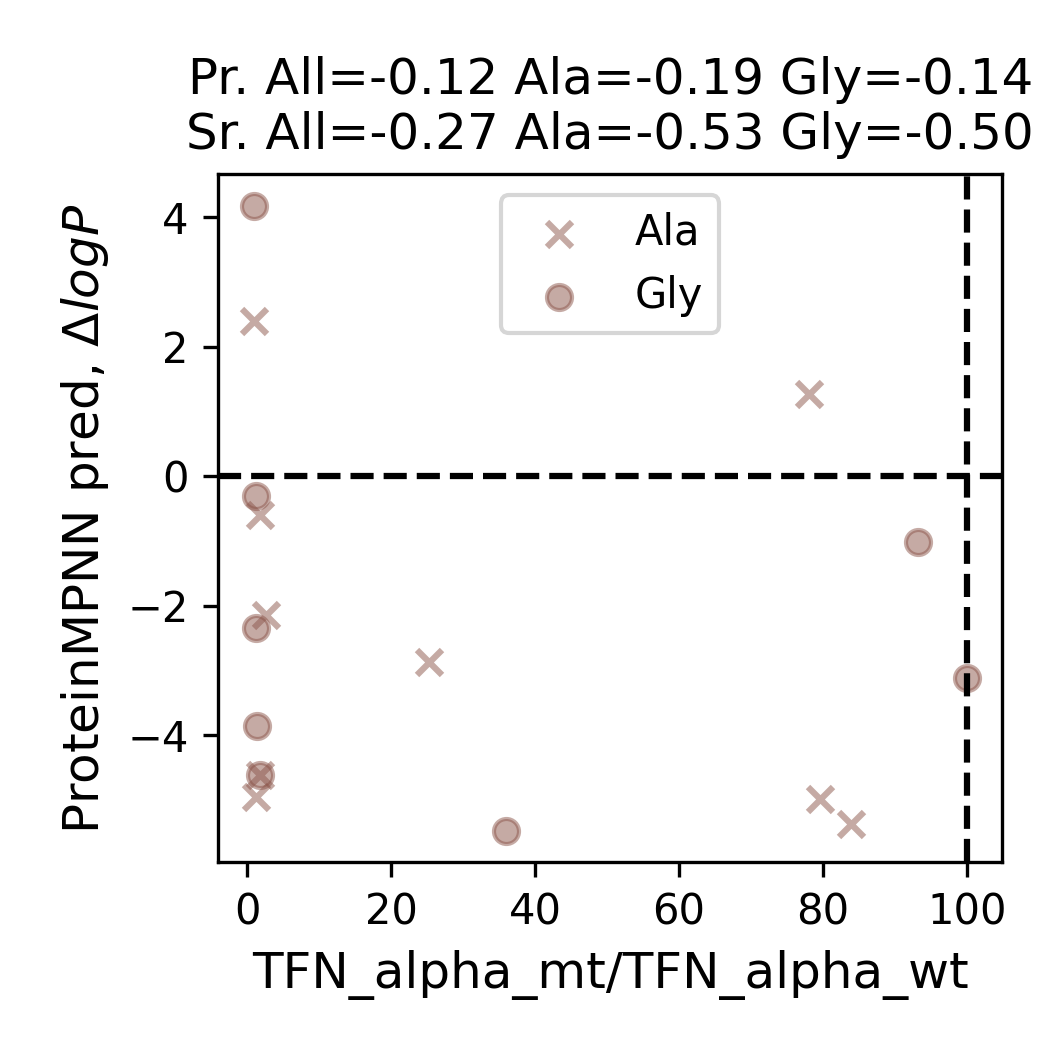 Pr. All=-0.12 Ala=-0.19 Gly=-0.14
Sr. All=-0.27 Ala=-0.53 Gly=-0.50
Ala
Gly
ProteinMPNN pred, ΔlogP
4
2
0
−2
−4
0 20 40 60 80 100
TFN_alpha_mt/TFN_alpha_wt